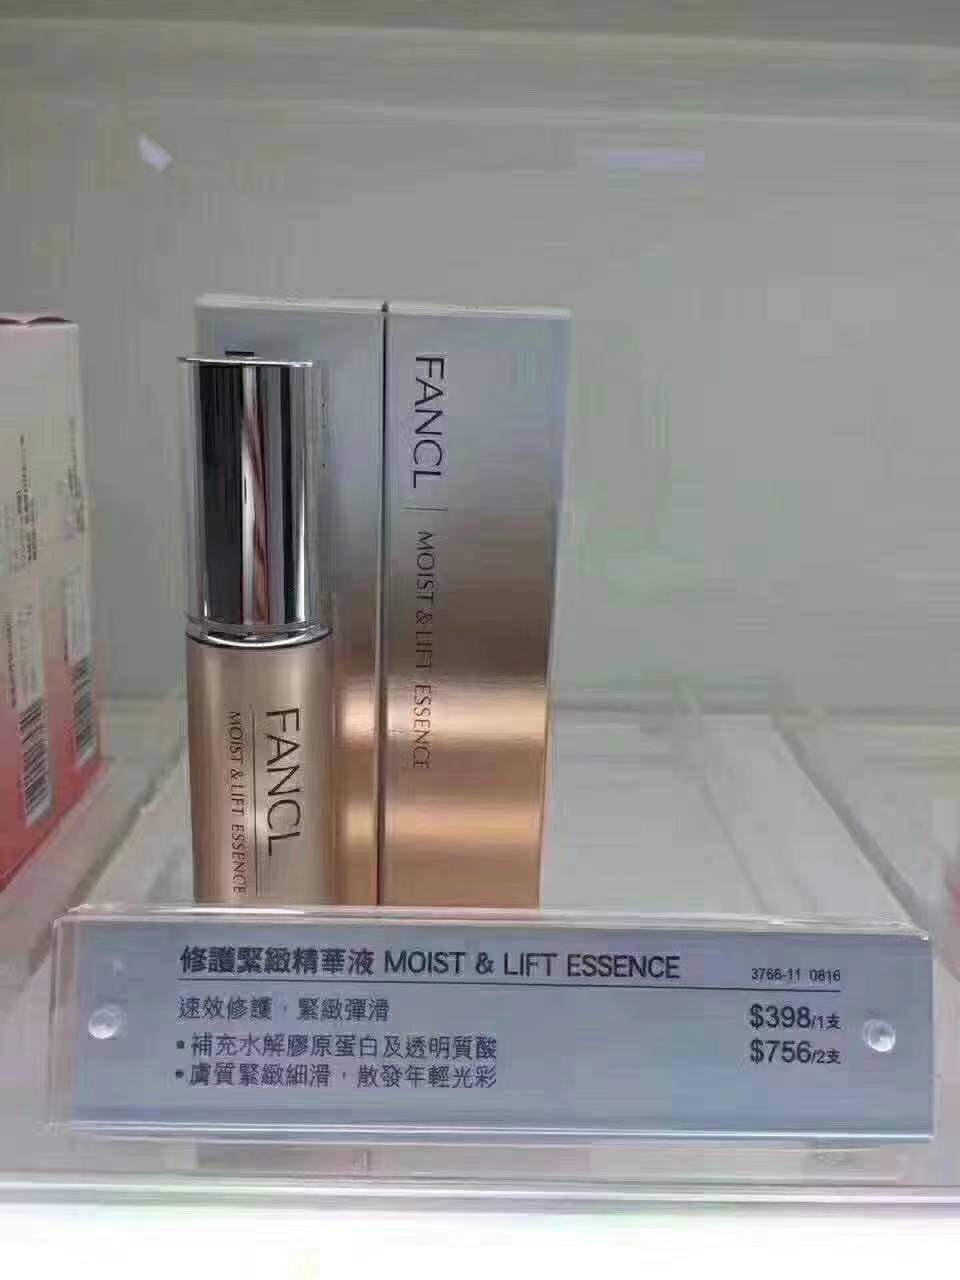 FANCL
MOIST & LIFT ESSENCE
FANCL
MOIST & LIFT ESSENCE
修護緊緻精華液 MOIST & LIFT ESSENCE
3766-11 0816
速效修護，緊緻彈滑
$398/1支
•補充水解膠原蛋白及透明質酸
$756/2支
•膚質緊緻細滑，散發年輕光彩